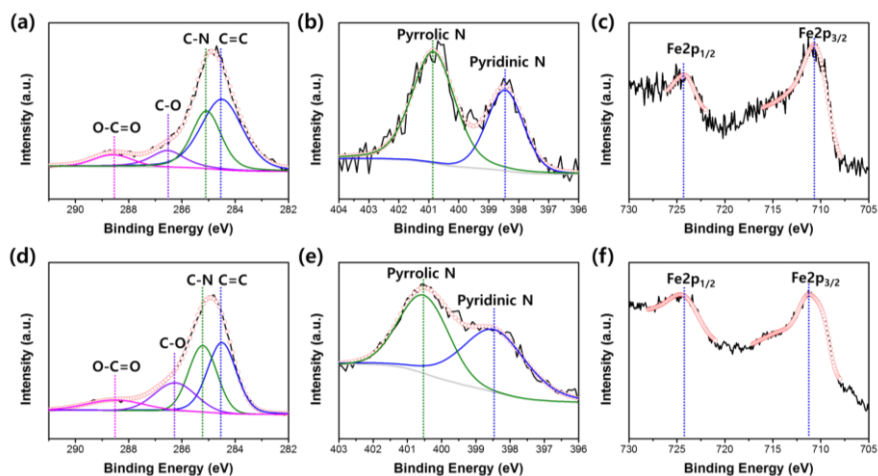 (a)
C-N C=C
C-O
O-C=O
Intensity (a.u.)
291 290 288 286 284 282
Binding Energy (eV)
(b)
Pyrrolic N
Pyridinic N
Intensity (a.u.)
404 403 402 401 400 399 398 397 396
Binding Energy (eV)
(c)
Fe2p1/2
Fe2p3/2
Intensity (a.u.)
730 725 720 715 710 705
Binding Energy (eV)
(d)
C-N C=C
C-O
O-C=O
Intensity (a.u.)
291 290 288 286 284 282
Binding Energy (eV)
(e)
Pyrrolic N
Pyridinic N
Intensity (a.u.)
403 402 401 400 399 398 397 396
Binding Energy (eV)
(f)
Fe2p1/2
Fe2p3/2
Intensity (a.u.)
730 725 720 715 710 705
Binding Energy (eV)